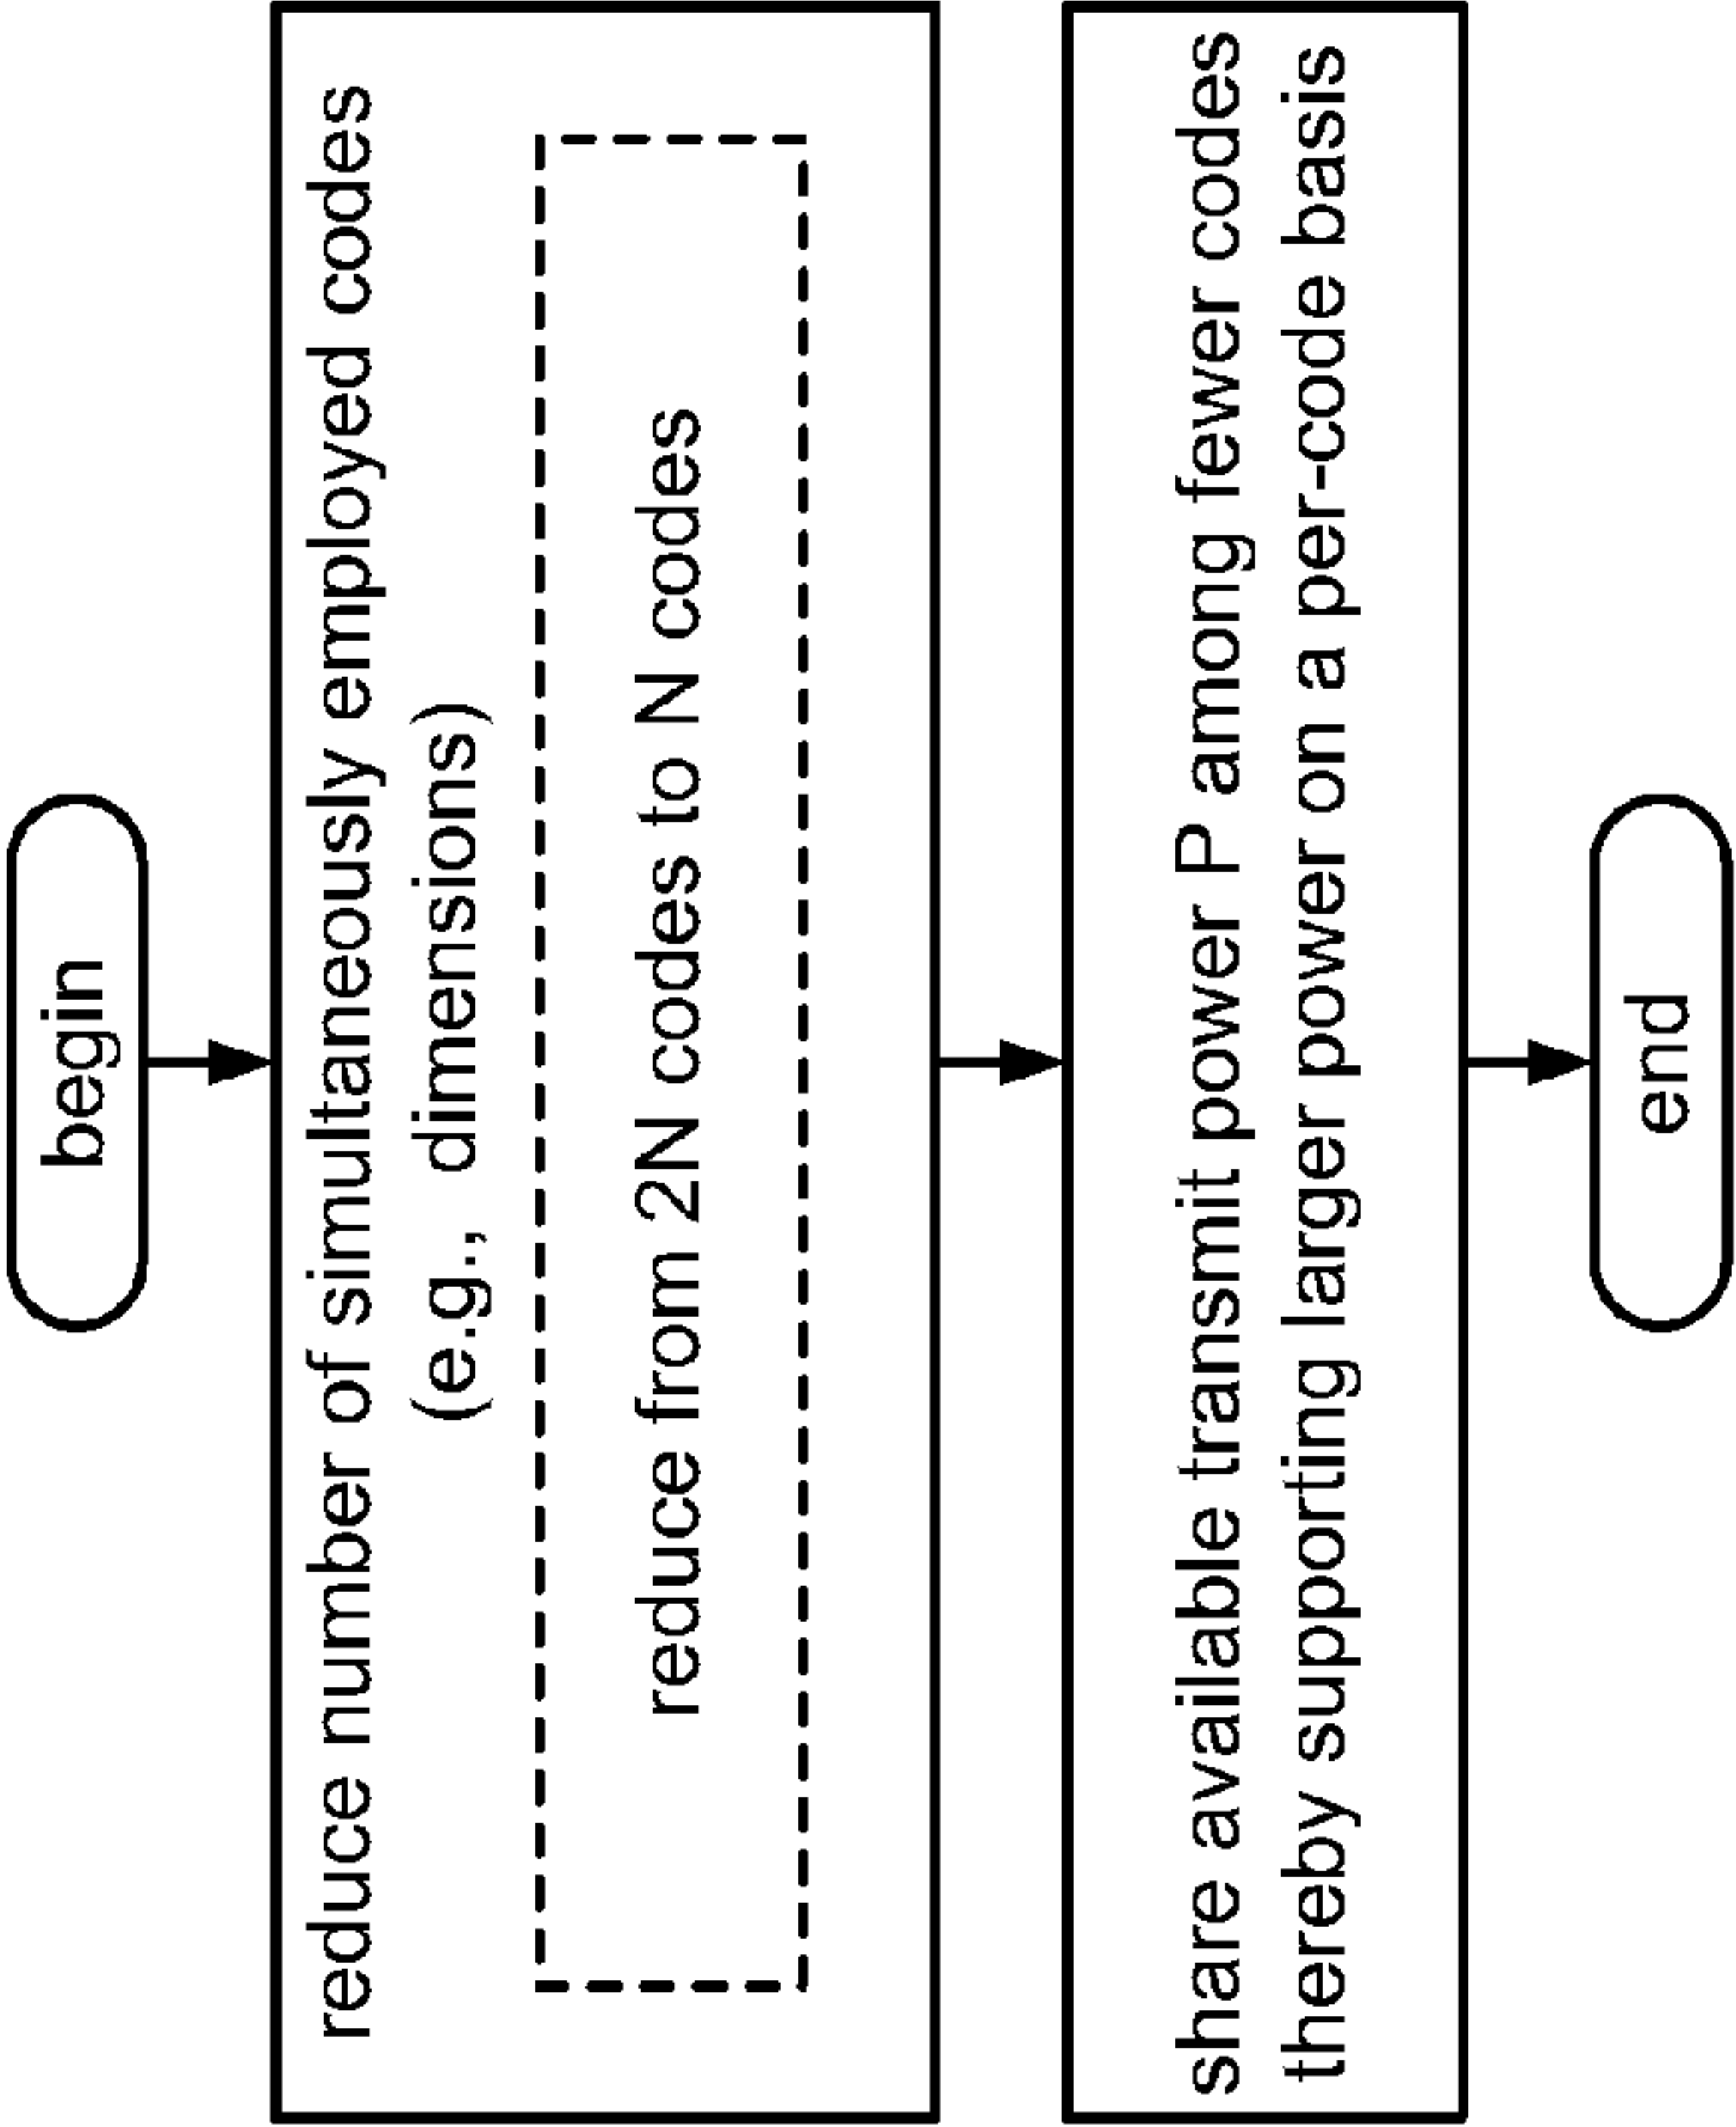 begin
reduce number of simultaneously employed codes
(e.g., dimensions)
reduce from 2N codes to N codes
share available transmit power P among fewer codes
thereby supporting larger power on a per-code basis
end